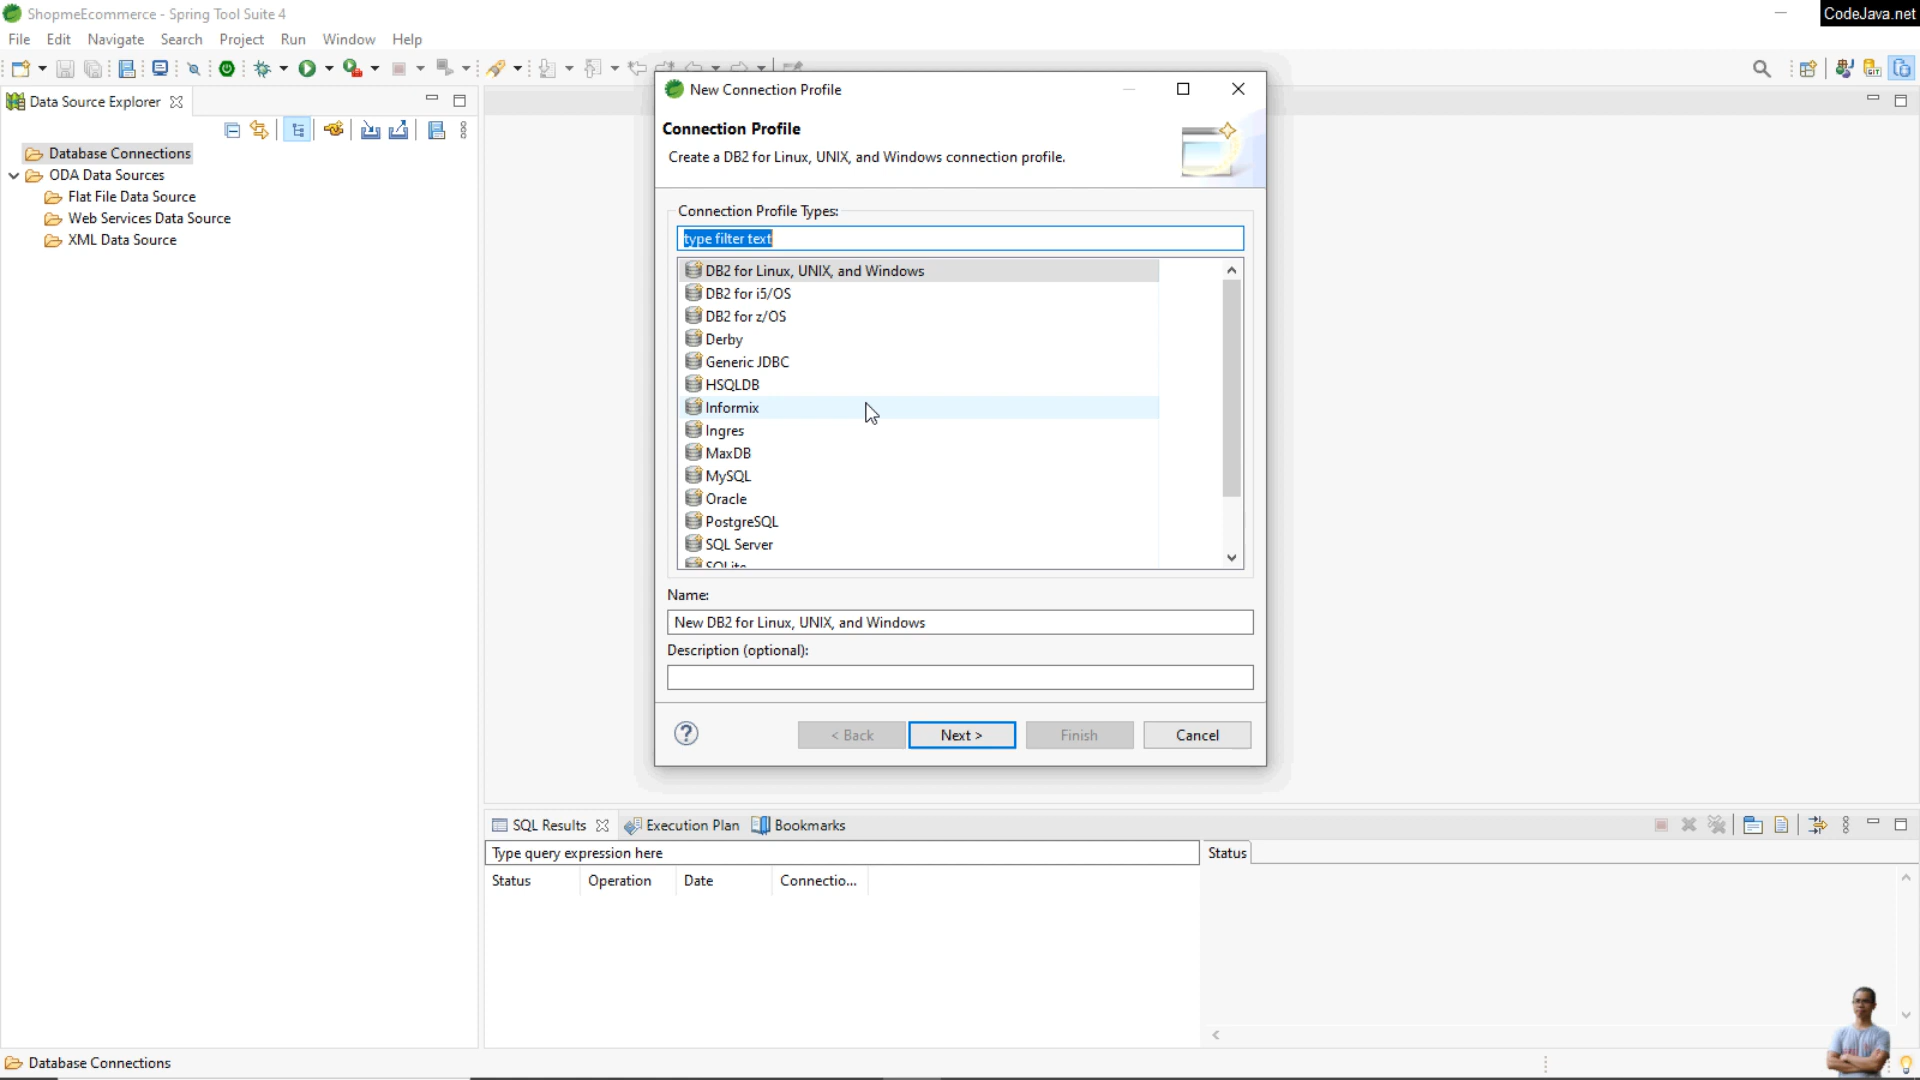 ShopmeEcommerce - Spring Tool Suite 4
CodeJava.net
File Edit Navigate Search Project Run Window Help
Data Source Explorer
Database Connections
ODA Data Sources
Flat File Data Source
Web Services Data Source
XML Data Source
New Connection Profile
Connection Profile
Create a DB2 for Linux, UNIX, and Windows connection profile.
Connection Profile Types:
type filter text
DB2 for Linux, UNIX, and Windows
DB2 for i5/OS
DB2 for z/OS
Derby
Generic JDBC
HSQLDB
Informix
Ingres
MaxDB
MySQL
Oracle
PostgreSQL
SQL Server
SQLite
Name:
New DB2 for Linux, UNIX, and Windows
Description (optional):
< Back Next > Finish Cancel
SQL Results Execution Plan Bookmarks
Type query expression here
Status
Status Operation Date Connectio...
Database Connections